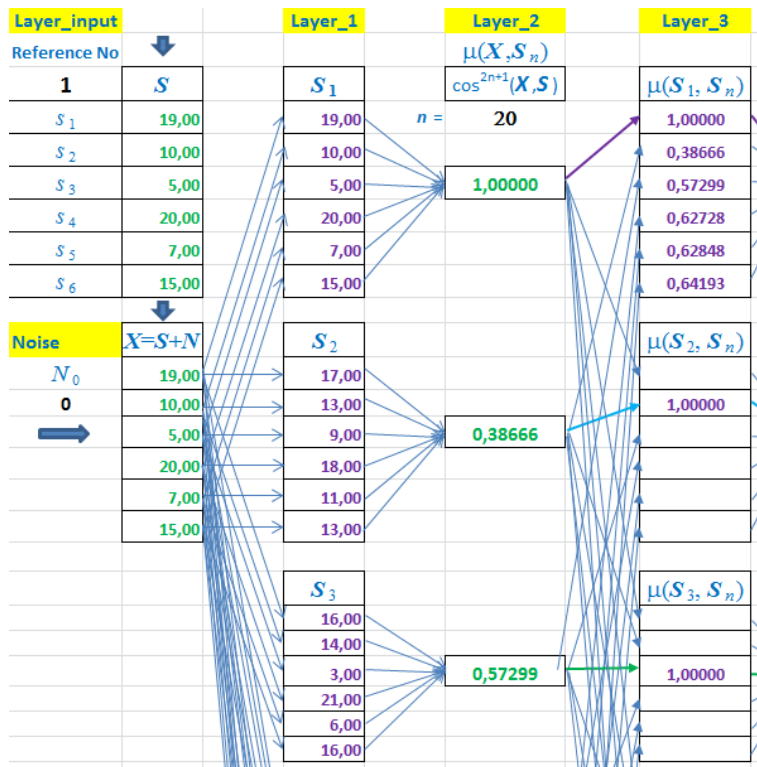 Layer_input Layer_1 Layer_2 Layer_3
Reference No μ(X,Sₙ)
1 S S₁ cos²ⁿ⁺¹(X,S) μ(S₁, Sₙ)
s₁ 19,00 19,00 n = 20 1,00000
s₂ 10,00 10,00 0,38666
s₃ 5,00 5,00 1,00000 0,57299
s₄ 20,00 20,00 0,62728
s₅ 7,00 7,00 0,62848
s₆ 15,00 15,00 0,64193
Noise X=S+N S₂ μ(S₂, Sₙ)
N₀ 19,00 17,00
0 10,00 13,00 1,00000
5,00 9,00 0,38666
20,00 18,00
7,00 11,00
15,00 13,00
S₃ μ(S₃, Sₙ)
16,00
14,00
3,00 0,57299 1,00000
21,00
6,00
16,00